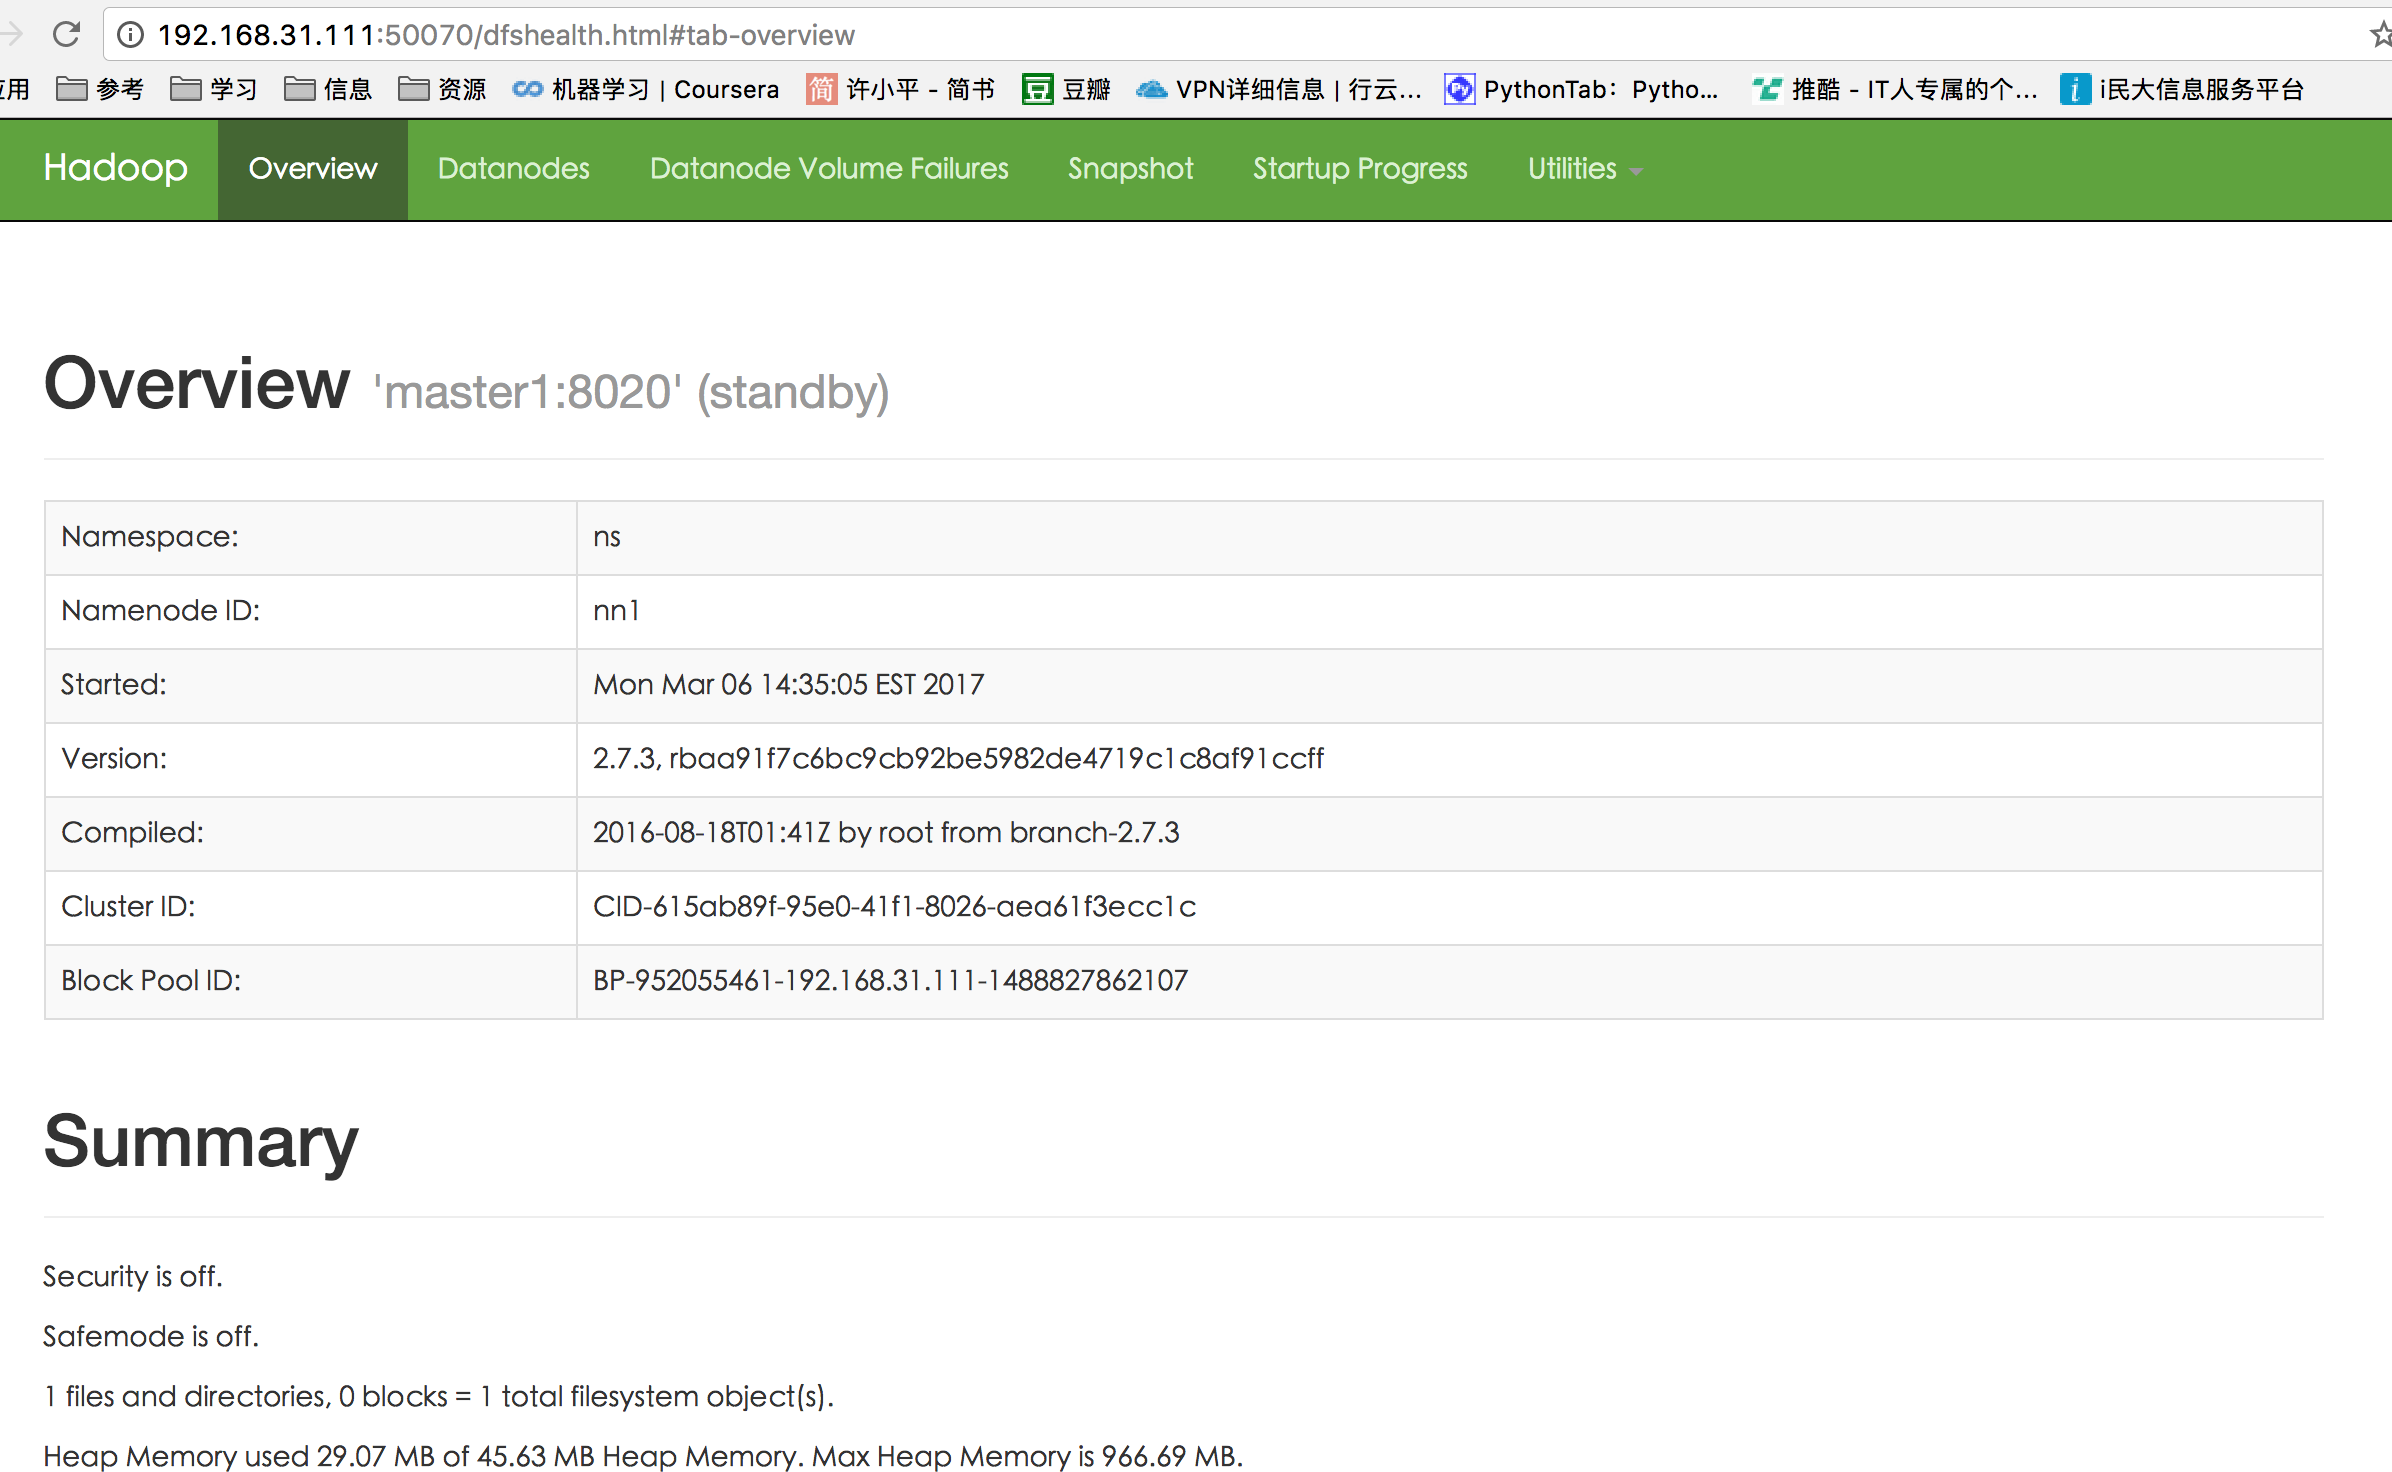 192.168.31.111:50070/dfshealth.html#tab-overview
用 参考 学习 信息 资源 机器学习 | Coursera 简 许小平 - 简书 豆 豆瓣 VPN详细信息 | 行云... Py PythonTab：Pytho... 推酷 - IT人专属的个... i i民大信息服务平台
Hadoop Overview Datanodes Datanode Volume Failures Snapshot Startup Progress Utilities
Overview 'master1:8020' (standby)
Namespace: ns
Namenode ID: nn1
Started: Mon Mar 06 14:35:05 EST 2017
Version: 2.7.3, rbaa91f7c6bc9cb92be5982de4719c1c8af91ccff
Compiled: 2016-08-18T01:41Z by root from branch-2.7.3
Cluster ID: CID-615ab89f-95e0-41f1-8026-aea61f3ecc1c
Block Pool ID: BP-952055461-192.168.31.111-1488827862107
Summary
Security is off.
Safemode is off.
1 files and directories, 0 blocks = 1 total filesystem object(s).
Heap Memory used 29.07 MB of 45.63 MB Heap Memory. Max Heap Memory is 966.69 MB.